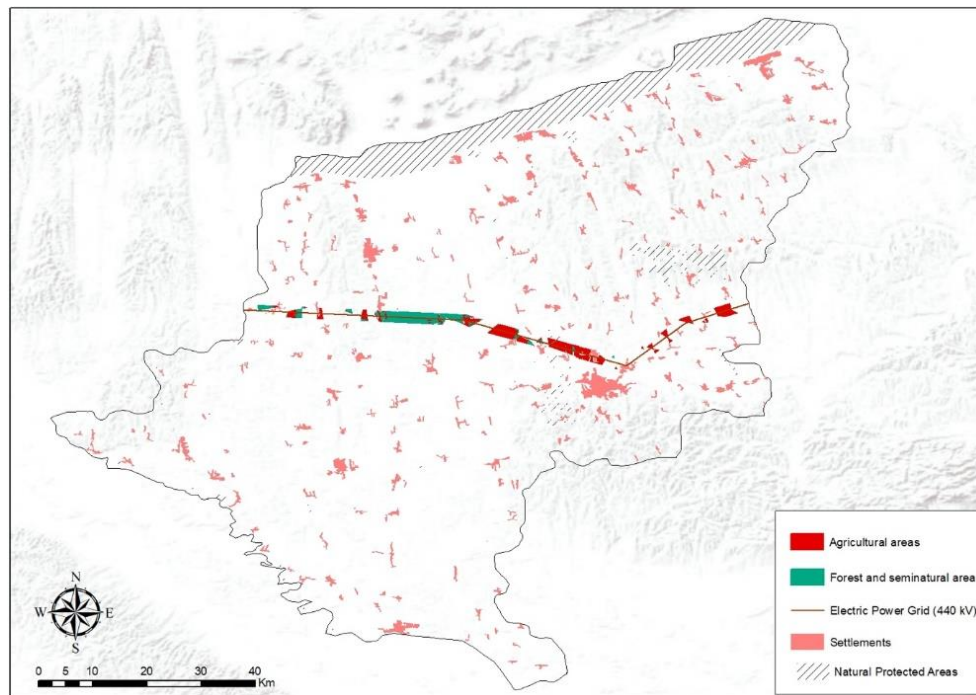 Agricultural areas
Forest and seminatural area
Electric Power Grid (440 kV)
Settlements
Natural Protected Areas
N
W E
S
0 5 10 20 30 40
Km